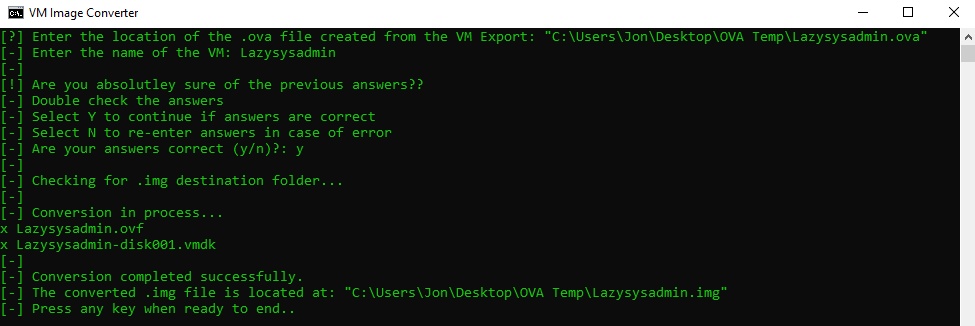 VM Image Converter
[?] Enter the location of the .ova file created from the VM Export: "C:\Users\Jon\Desktop\OVA Temp\Lazysysadmin.ova"
[-] Enter the name of the VM: Lazysysadmin
[-]
[!] Are you absolutley sure of the previous answers??
[-] Double check the answers
[-] Select Y to continue if answers are correct
[-] Select N to re-enter answers in case of error
[-] Are your answers correct (y/n)?: y
[-]
[-] Checking for .img destination folder...
[-]
[-] Conversion in process...
x Lazysysadmin.ovf
x Lazysysadmin-disk001.vmdk
[-]
[-] Conversion completed successfully.
[-] The converted .img file is located at: "C:\Users\Jon\Desktop\OVA Temp\Lazysysadmin.img"
[-] Press any key when ready to end..